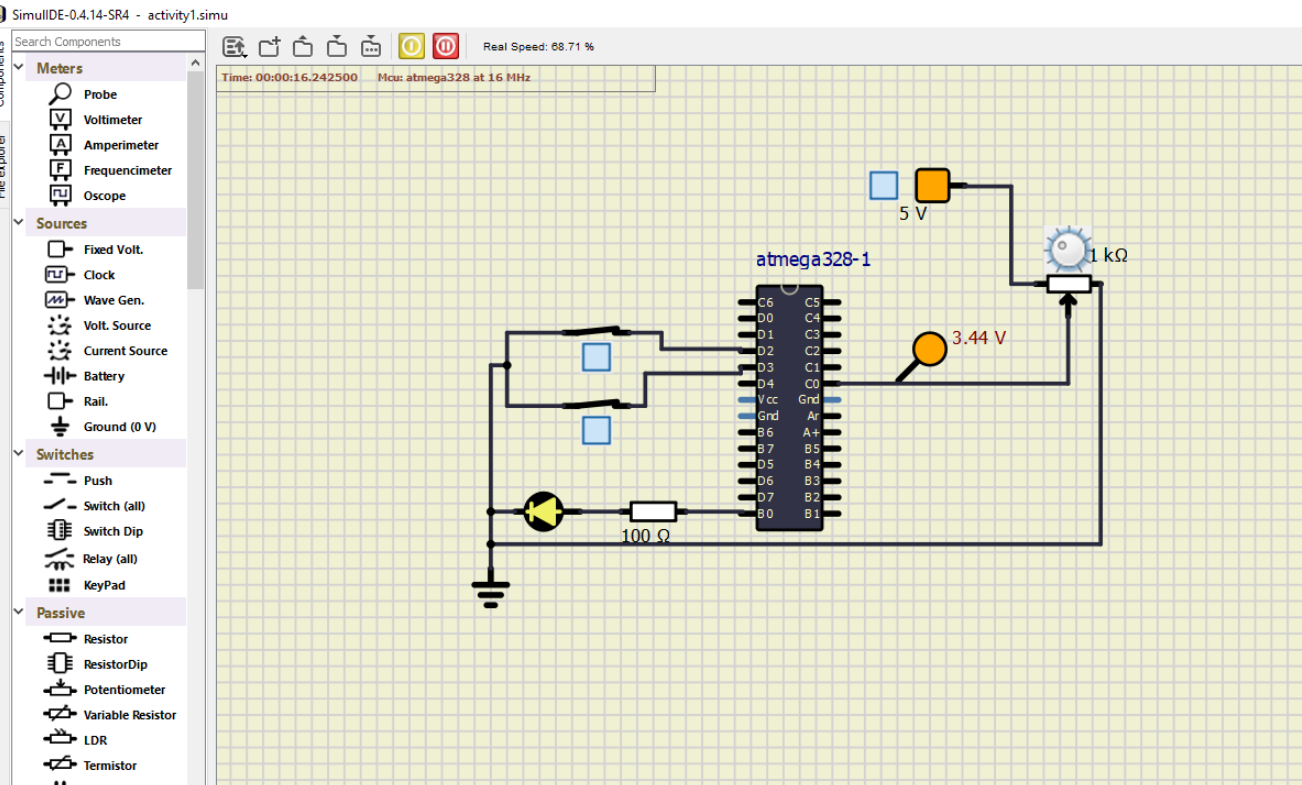 SimulIDE-0.4.14-SR4 - activity1.simu
Search Components
Real Speed: 68.71 %
Time: 00:00:16.242500 Mcu: atmega328 at 16 MHz
Meters
Probe
Voltimeter
Amperimeter
Frequencimeter
Oscope
Sources
Fixed Volt.
Clock
Wave Gen.
Volt. Source
Current Source
Battery
Rail.
Ground (0 V)
Switches
Push
Switch (all)
Switch Dip
Relay (all)
KeyPad
Passive
Resistor
ResistorDip
Potentiometer
Variable Resistor
LDR
Termistor
Components
File explorer
V
A
F
5 V
1 kΩ
atmega328-1
3.44 V
C6 C5
D0 C4
D1 C3
D2 C2
D3 C1
D4 C0
Vcc Gnd
Gnd Ar
B6 A+
B7 B5
D5 B4
D6 B3
D7 B2
B0 B1
100 Ω